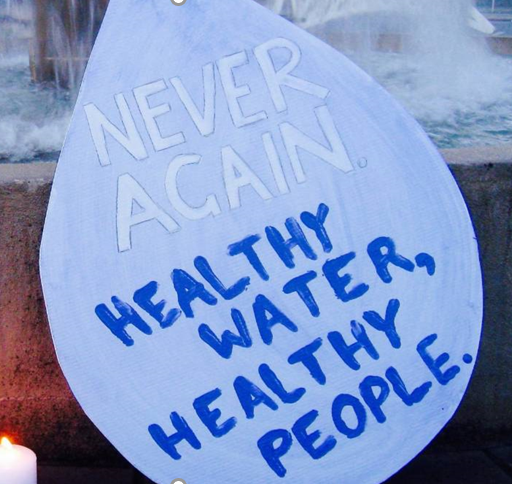 NEVER
AGAIN.
HEALTHY
WATER,
HEALTHY
PEOPLE.